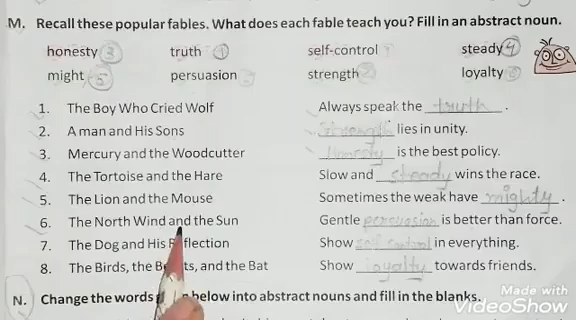 M. Recall these popular fables. What does each fable teach you? Fill in an abstract noun.
honesty 3 truth 1 self-control steady 4
might 5 persuasion strength loyalty
1. The Boy Who Cried Wolf Always speak the truth.
2. A man and His Sons Strength lies in unity.
3. Mercury and the Woodcutter Honesty is the best policy.
4. The Tortoise and the Hare Slow and steady wins the race.
5. The Lion and the Mouse Sometimes the weak have mighty.
6. The North Wind and the Sun Gentle persuasion is better than force.
7. The Dog and His Reflection Show self control in everything.
8. The Birds, the Beasts, and the Bat Show loyalty towards friends.
N. Change the words below into abstract nouns and fill in the blanks.
Made with
VideoShow